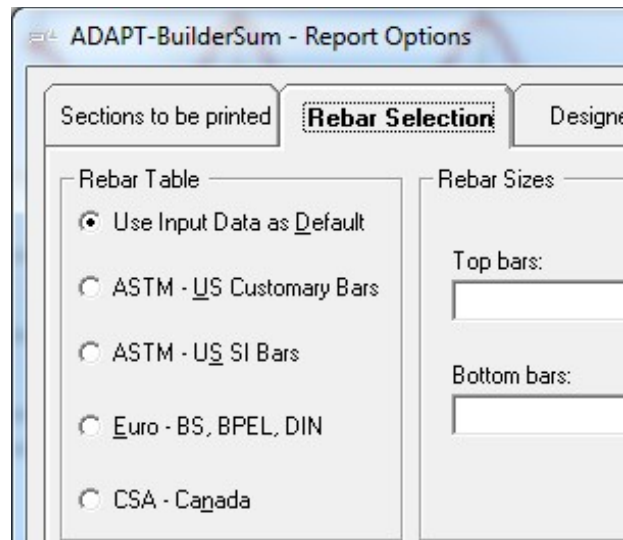 ADAPT-BuilderSum - Report Options
Sections to be printed
Rebar Selection
Designe
Rebar Table
Use Input Data as Default
ASTM - US Customary Bars
ASTM - US SI Bars
Euro - BS, BPEL, DIN
CSA - Canada
Rebar Sizes
Top bars:
Bottom bars: